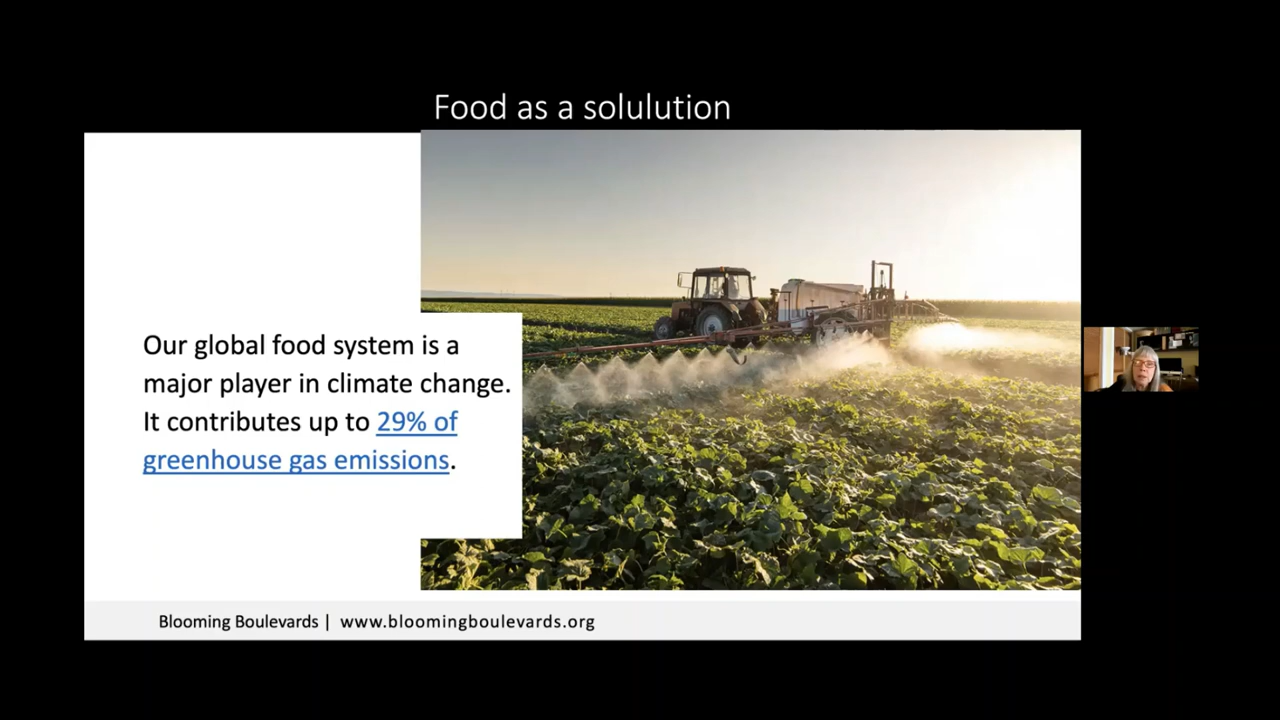 Food as a solulution
Our global food system is a
major player in climate change.
It contributes up to 29% of
greenhouse gas emissions.
Blooming Boulevards | www.bloomingboulevards.org